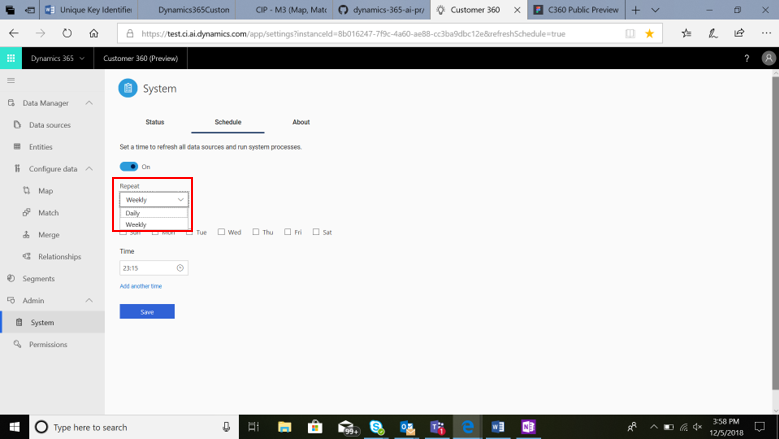 Unique Key Identifie
Dynamics365Custon
CIP - M3 (Map, Matc
dynamics-365-ai-pr/
Customer 360
C360 Public Preview
https://test.ci.ai.dynamics.com/app/settings?instanceId=8b016247-7f9c-4a60-ae88-cc3ba9dbc12e&refreshSchedule=true
Dynamics 365
Customer 360 (Preview)
?
System
Data Manager
Data sources
Entities
Configure data
Map
Match
Merge
Relationships
Segments
Admin
System
Permissions
Status
Schedule
About
Set a time to refresh all data sources and run system processes.
On
Repeat
Weekly
Daily
Weekly
Sun Mon Tue Wed Thu Fri Sat
Time
23:15
Add another time
Save
Type here to search
99+
1
3:58 PM
12/5/2018